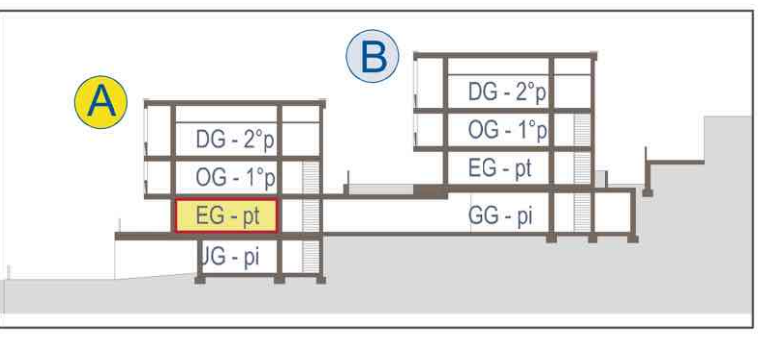 A
DG - 2°p
OG - 1°p
EG - pt
UG - pi
B
DG - 2°p
OG - 1°p
EG - pt
GG - pi